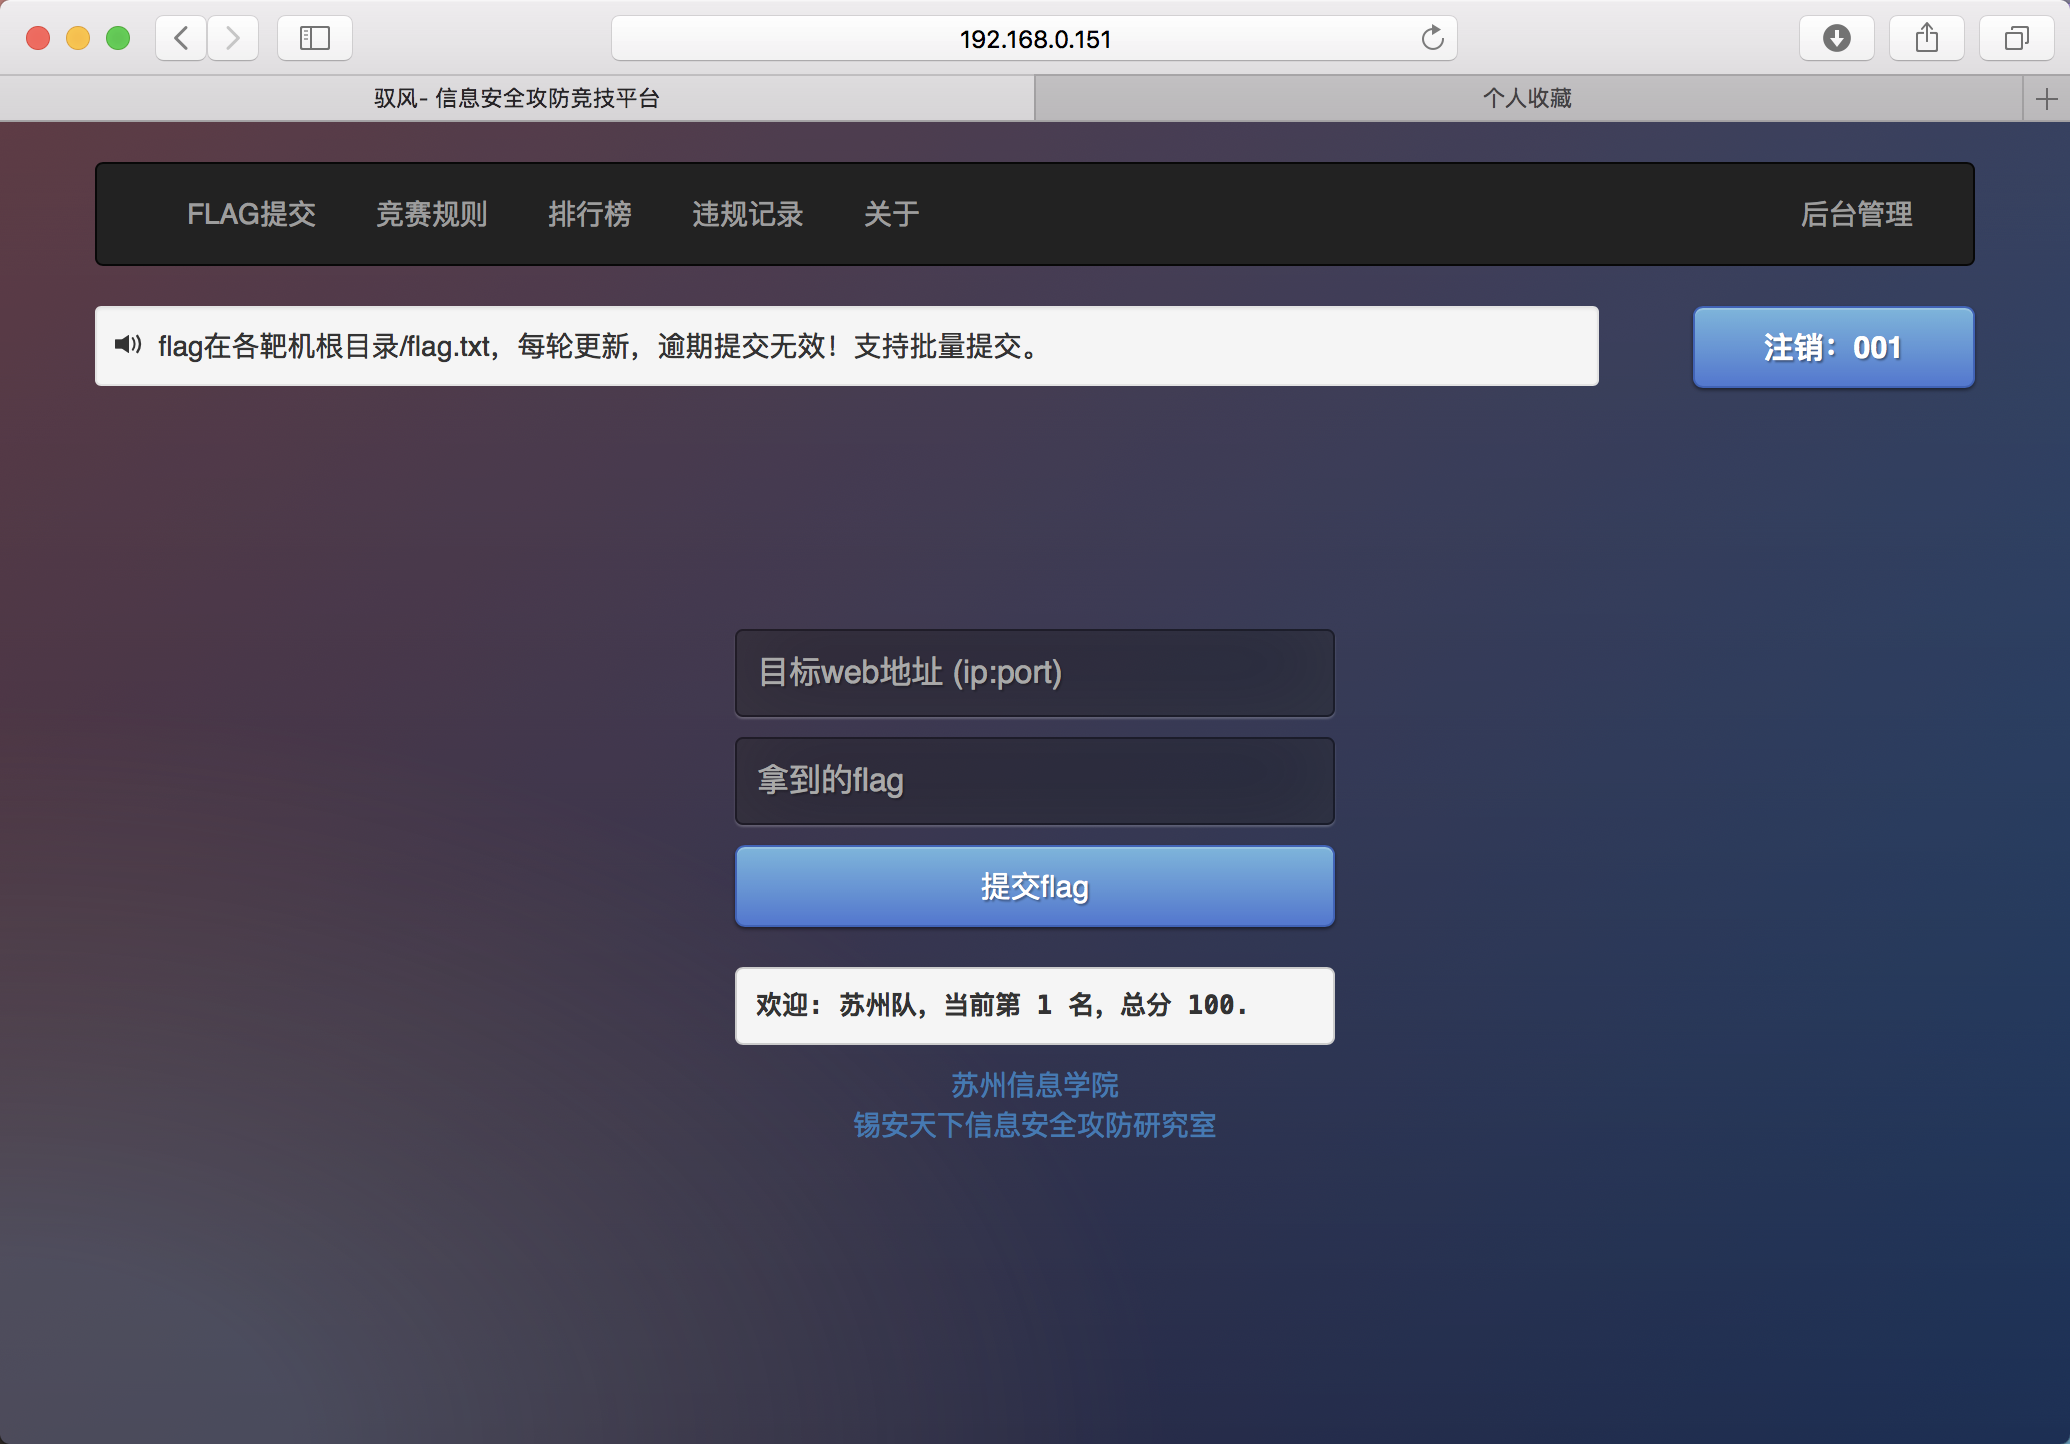 192.168.0.151
驭风- 信息安全攻防竞技平台
个人收藏
FLAG提交 竞赛规则 排行榜 违规记录 关于 后台管理
flag在各靶机根目录/flag.txt，每轮更新，逾期提交无效！支持批量提交。
注销：001
目标web地址 (ip:port)
拿到的flag
提交flag
欢迎: 苏州队，当前第 1 名，总分 100.
苏州信息学院
锡安天下信息安全攻防研究室